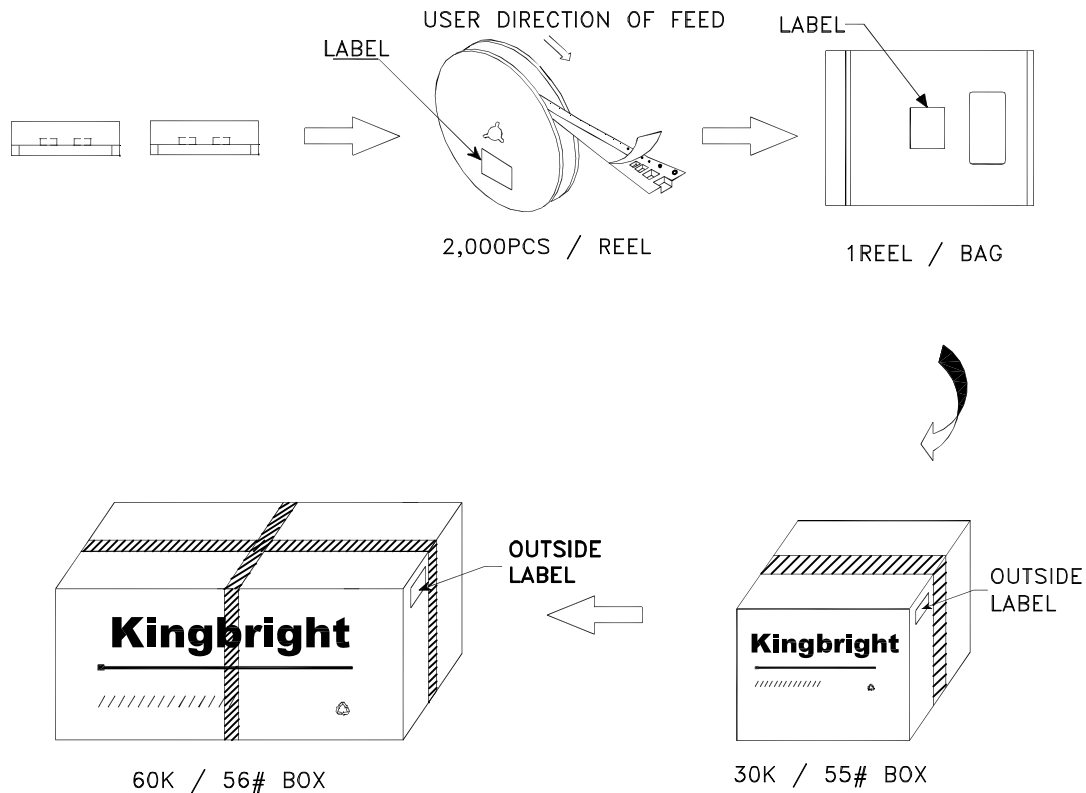 USER DIRECTION OF FEED
LABEL
LABEL
2,000PCS / REEL
1REEL / BAG
OUTSIDE
LABEL
Kingbright
60K / 56# BOX
OUTSIDE
LABEL
Kingbright
30K / 55# BOX